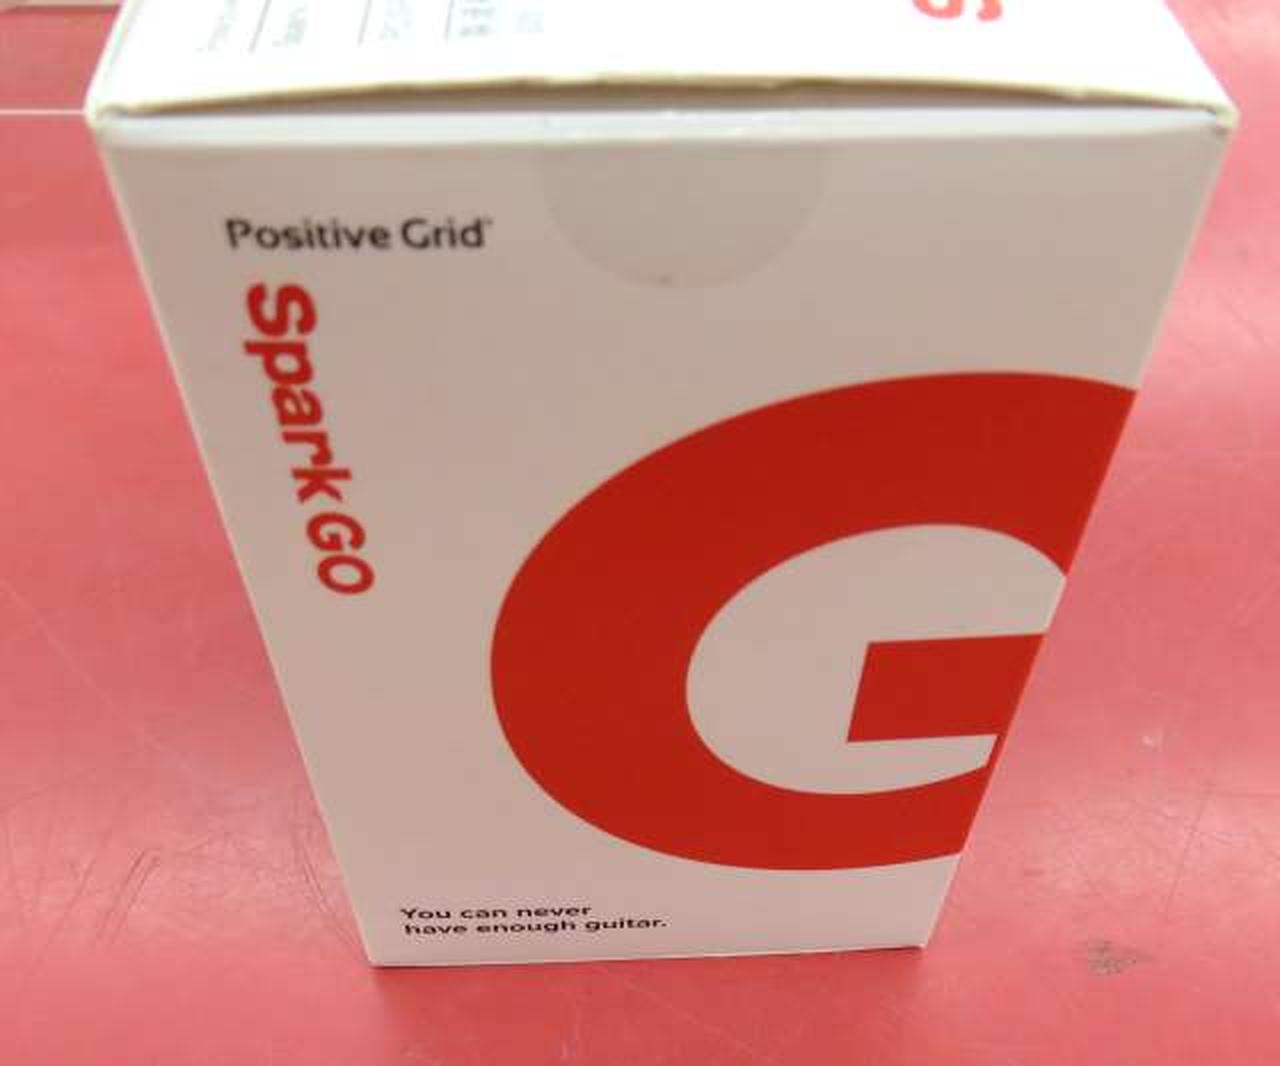 S
Positive Grid
Spark GO
G
You can never
have enough guitar.